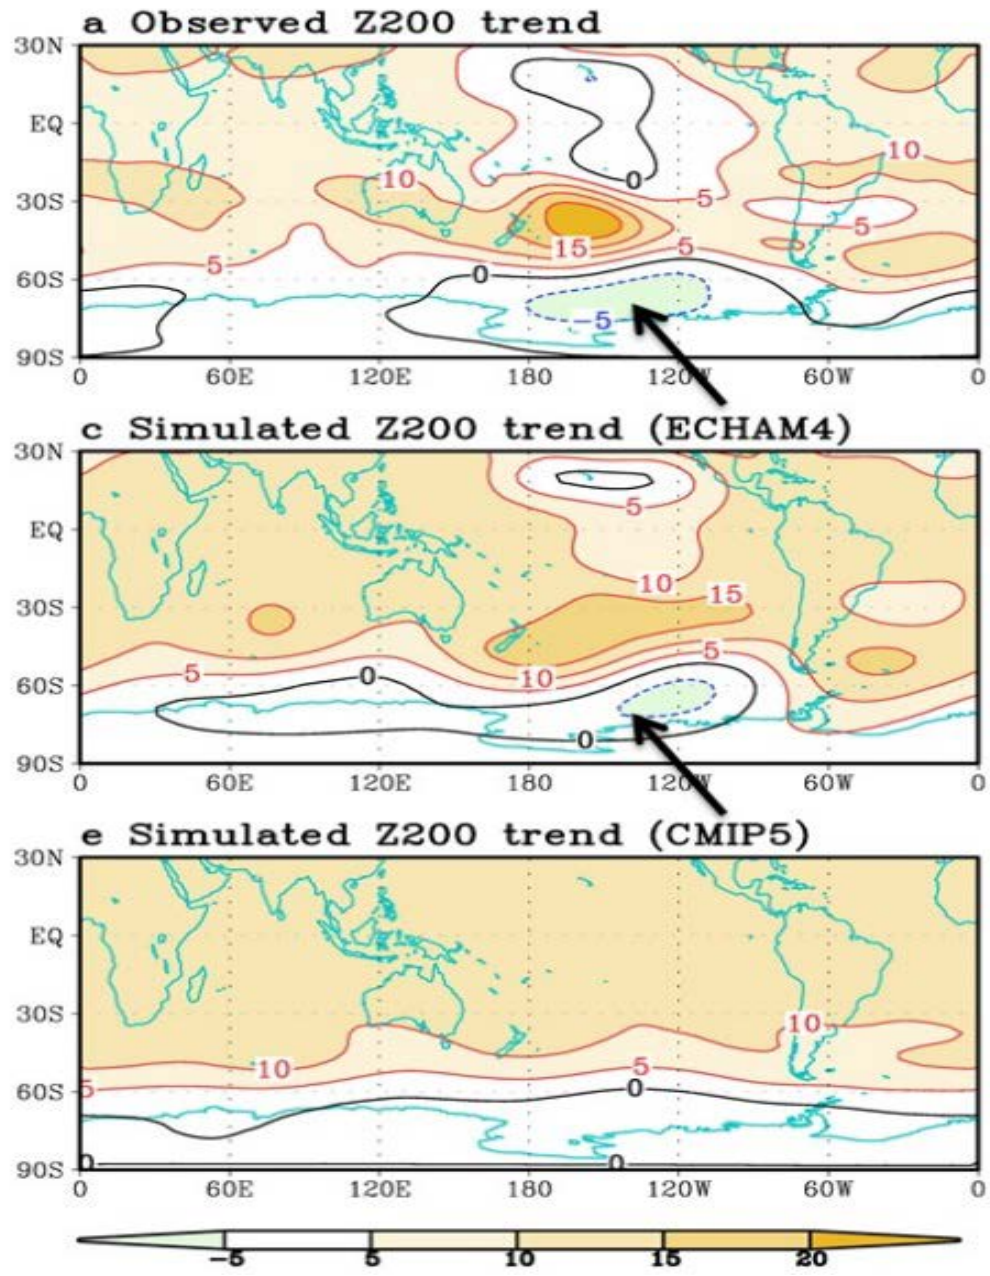 a Observed Z200 trend
30N
EQ
30S
60S
90S
10
10
0
5
5
15
5
5
0
-5
0 60E 120E 180 120W 60W 0
c Simulated Z200 trend (ECHAM4)
30N
EQ
30S
60S
90S
5
10
15
5
5
0
10
0
0 60E 120E 180 120W 60W 0
e Simulated Z200 trend (CMIP5)
30N
EQ
30S
60S
90S
10
10
5
5
0
0
0
0 60E 120E 180 120W 60W 0
-5 5 10 15 20